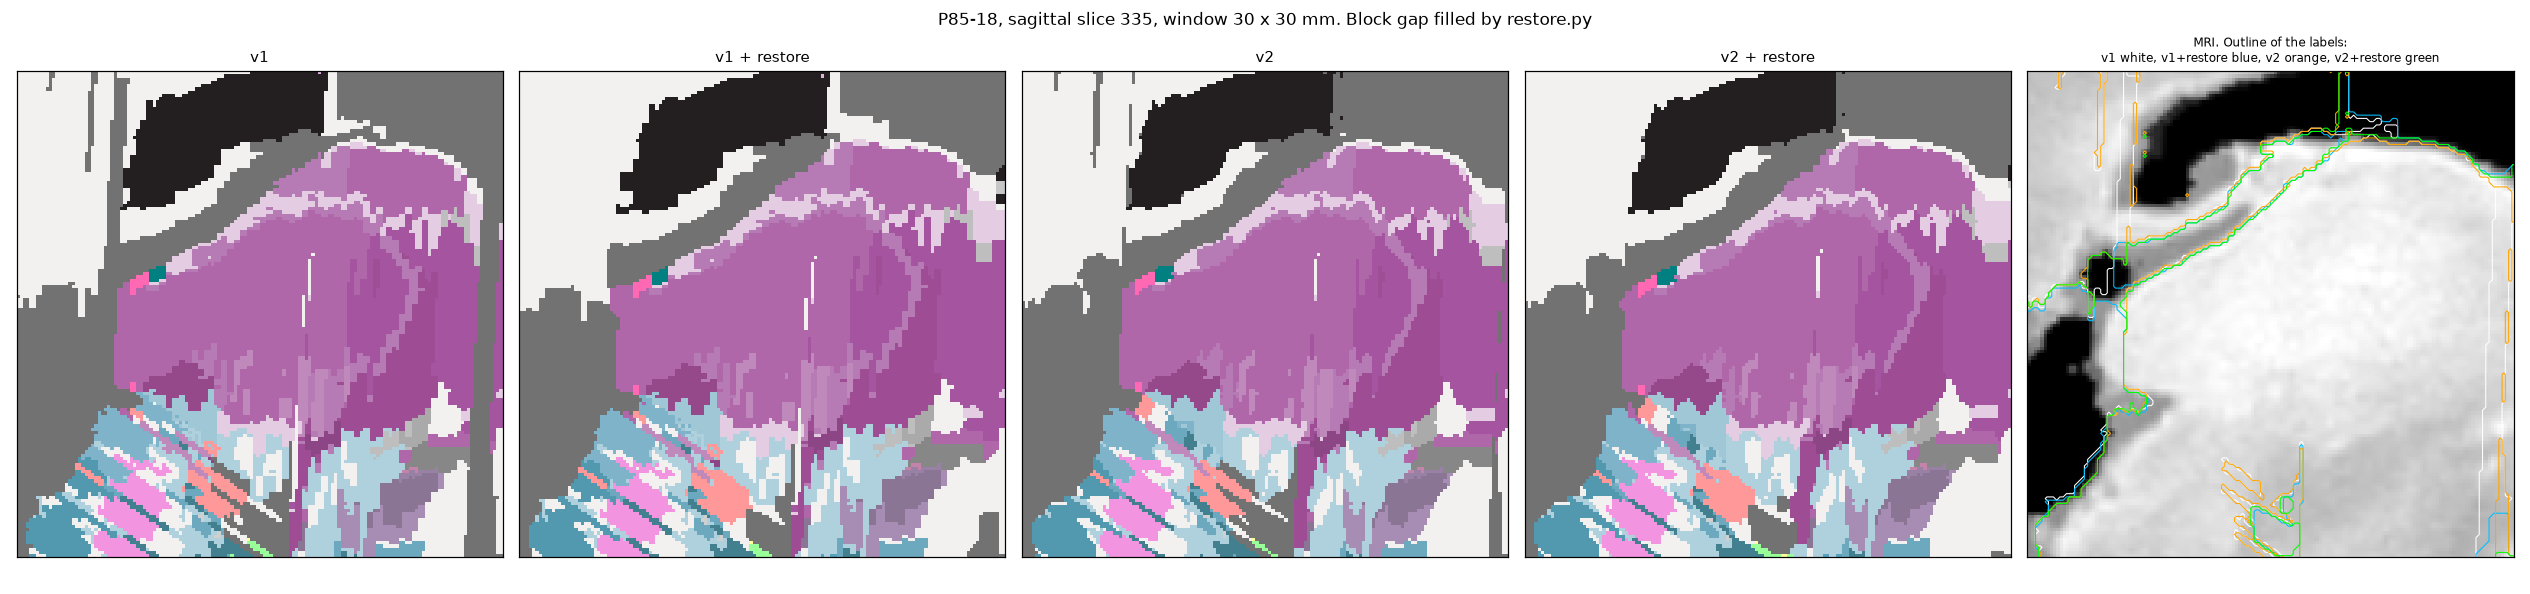 P85-18, sagittal slice 335, window 30 x 30 mm. Block gap filled by restore.py
v1
v1 + restore
v2
v2 + restore
MRI. Outline of the labels:
v1 white, v1+restore blue, v2 orange, v2+restore green